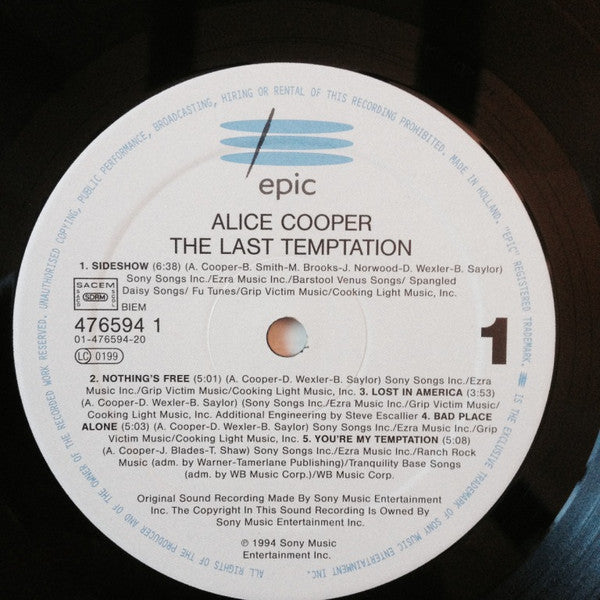 UNAUTHORISED COPYING, PUBLIC PERFORMANCE, BROADCASTING, HIRING OR RENTAL OF THIS RECORDING PROHIBITED. MADE IN HOLLAND. "EPIC" REGISTERED TRADEMARK.
epic
ALICE COOPER
THE LAST TEMPTATION
1. SIDESHOW (6:38) (A. Cooper-B. Smith-M. Brooks-J. Norwood-D. Wexler-B. Saylor)
Sony Songs Inc./Ezra Music Inc./Barstool Venus Songs/ Spangled
Daisy Songs/ Fu Tunes/Grip Victim Music/Cooking Light Music, Inc.
SACEM
SDRM
BIEM
476594 1
01-476594-20
LC 0199
1
2. NOTHING'S FREE (5:01) (A. Cooper-D. Wexler-B. Saylor) Sony Songs Inc./Ezra
Music Inc./Grip Victim Music/Cooking Light Music, Inc. 3. LOST IN AMERICA (3:53)
(A. Cooper-D. Wexler-B. Saylor) (Sony Songs Inc./Ezra Music Inc./Grip Victim Music/
Cooking Light Music, Inc. Additional Engineering by Steve Escallier 4. BAD PLACE
ALONE (5:03) (A. Cooper-D. Wexler-B. Saylor) Sony Songs Inc./Ezra Music Inc./Grip
Victim Music/Cooking Light Music, Inc. 5. YOU'RE MY TEMPTATION (5:08)
(A. Cooper-J. Blades-T. Shaw) Sony Songs Inc./Ezra Music Inc./Ranch Rock
Music (adm. by Warner-Tamerlane Publishing)/Tranquility Base Songs
(adm. by WB Music Corp.)/WB Music Corp.
Original Sound Recording Made By Sony Music Entertainment
Inc. The Copyright In This Sound Recording Is Owned By
Sony Music Entertainment Inc.
℗ 1994 Sony Music
Entertainment Inc.
IS THE EXCLUSIVE TRADEMARK OF SONY MUSIC ENTERTAINMENT INC.
ALL RIGHTS OF THE PRODUCER AND OF THE OWNER OF THE RECORDED WORK RESERVED.